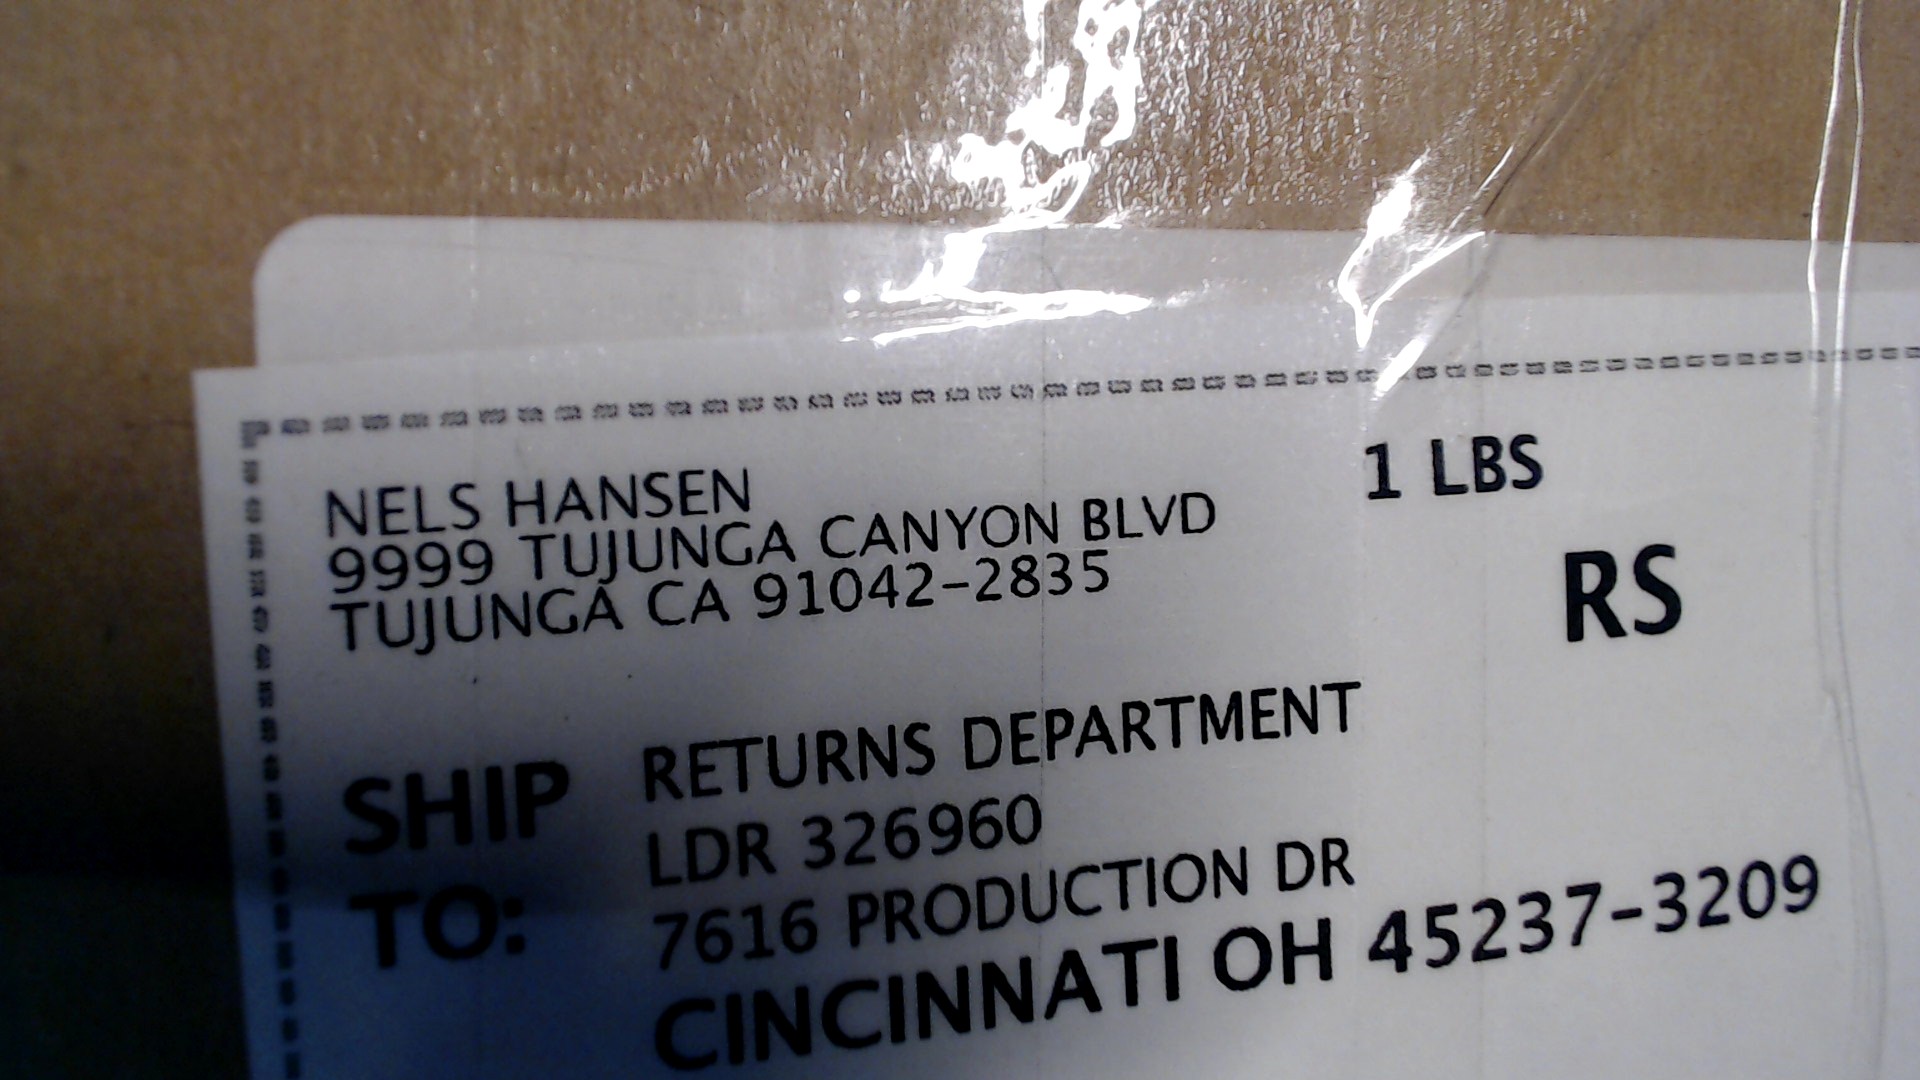 NELS HANSEN
9999 TUJUNGA CANYON BLVD
TUJUNGA CA 91042-2835
1 LBS
RS
SHIP TO:
RETURNS DEPARTMENT
LDR 326960
7616 PRODUCTION DR
CINCINNATI OH 45237-3209